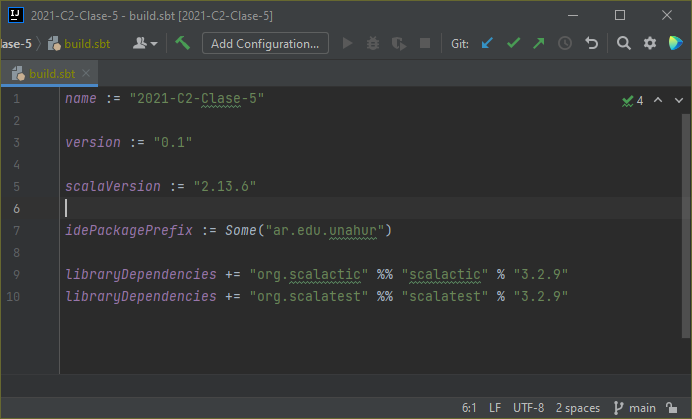 IJ 2021-C2-Clase-5 - build.sbt [2021-C2-Clase-5]
lase-5 build.sbt Add Configuration... Git:
build.sbt
1 name := "2021-C2-Clase-5" 4
2
3 version := "0.1"
4
5 scalaVersion := "2.13.6"
6
7 idePackagePrefix := Some("ar.edu.unahur")
8
9 libraryDependencies += "org.scalactic" %% "scalactic" % "3.2.9"
10 libraryDependencies += "org.scalatest" %% "scalatest" % "3.2.9"
6:1 LF UTF-8 2 spaces main